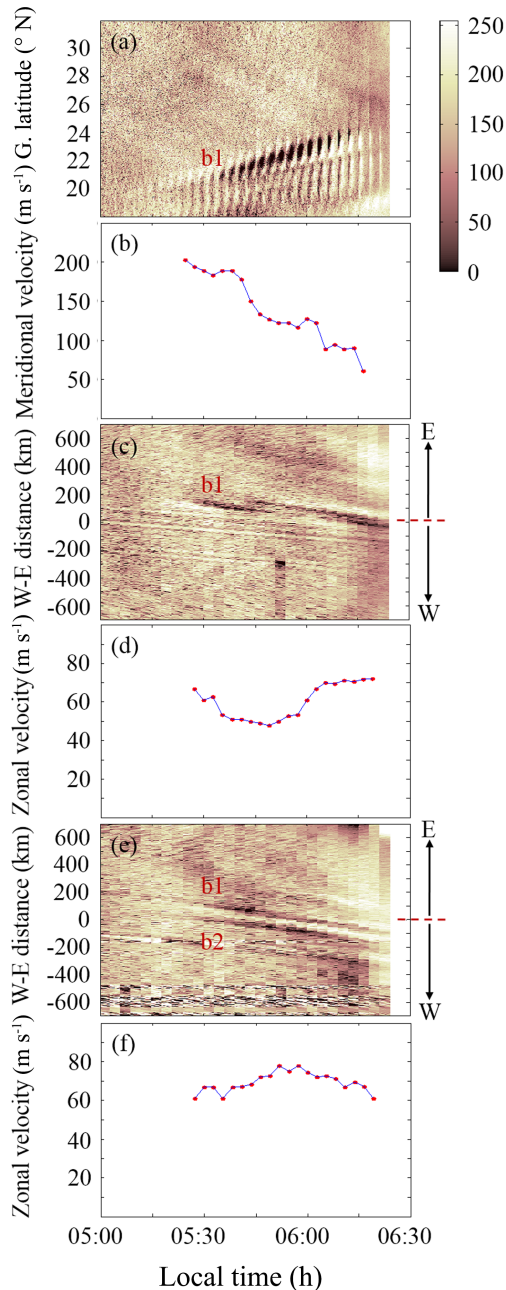 (a)
G. latitude (° N)
32
30
28
26
24
22
20
b1
250
200
150
100
50
0
(b)
Meridional velocity (m s⁻¹)
200
150
100
50
(c)
W-E distance (km)
600
400
200
0
-200
-400
-600
b1
E
W
(d)
Zonal velocity (m s⁻¹)
80
60
40
20
(e)
W-E distance (km)
600
400
200
0
-200
-400
-600
b1
b2
E
W
(f)
Zonal velocity (m s⁻¹)
80
60
40
20
05:00 05:30 06:00 06:30
Local time (h)